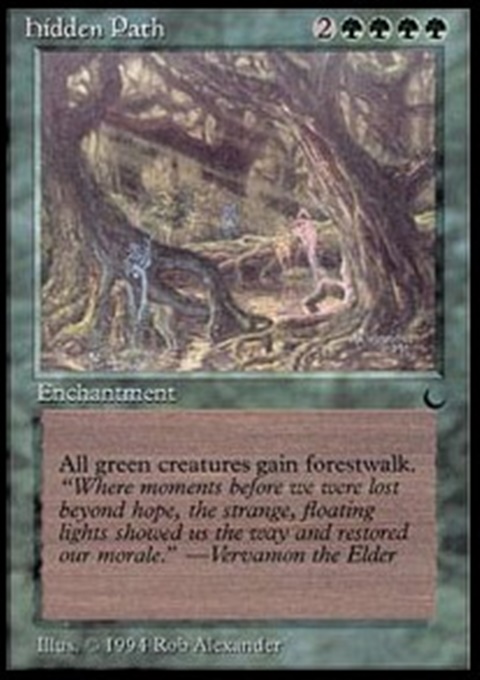 Hidden Path
2
Enchantment
All green creatures gain forestwalk.
“Where moments before we were lost
beyond hope, the strange, floating
lights showed us the way and restored
our morale.” —Vervamon the Elder
Illus. © 1994 Rob Alexander